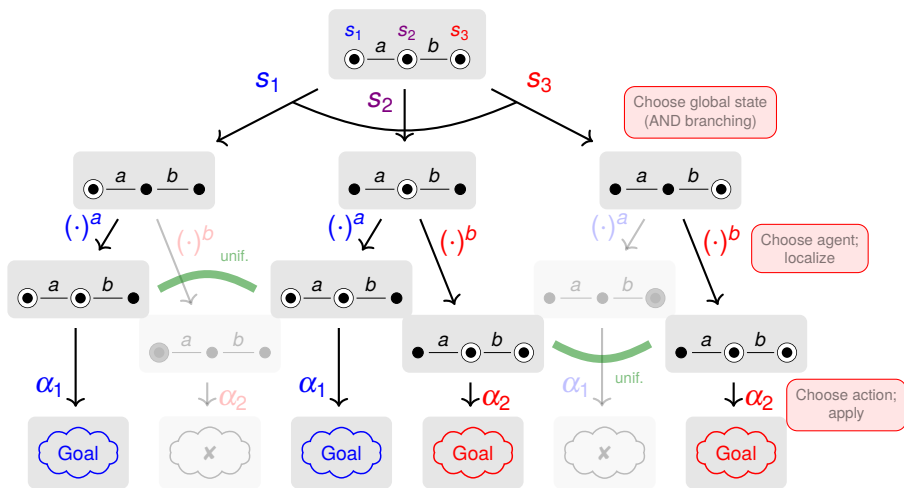 s1 s2 s3
a b
s1 s2 s3
Choose global state
(AND branching)
a b
a b
a b
(·)a (·)b (·)a (·)b (·)a (·)b
Choose agent;
localize
unif.
a b
a b
a b
a b
a b
a b
unif.
α1 α2 α1 α2 α1 α2
Choose action;
apply
Goal ✘ Goal Goal ✘ Goal